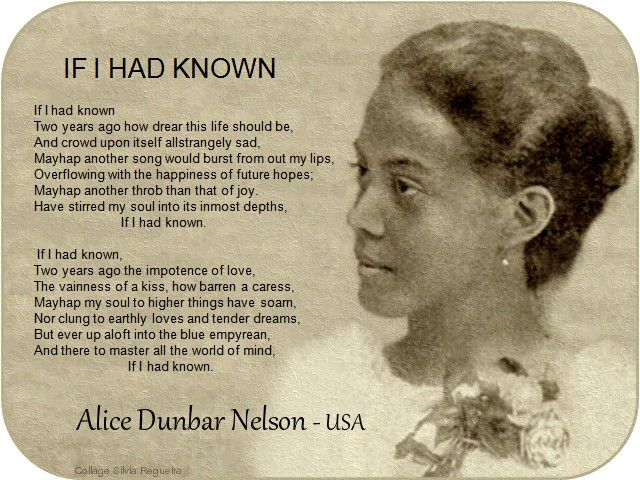 IF I HAD KNOWN
If I had known
Two years ago how drear this life should be,
And crowd upon itself allstrangely sad,
Mayhap another song would burst from out my lips,
Overflowing with the happiness of future hopes;
Mayhap another throb than that of joy.
Have stirred my soul into its inmost depths,
If I had known.
If I had known,
Two years ago the impotence of love,
The vainness of a kiss, how barren a caress,
Mayhap my soul to higher things have soarn,
Nor clung to earthly loves and tender dreams,
But ever up aloft into the blue empyrean,
And there to master all the world of mind,
If I had known.
Alice Dunbar Nelson - USA
Collage Silvia Regueira